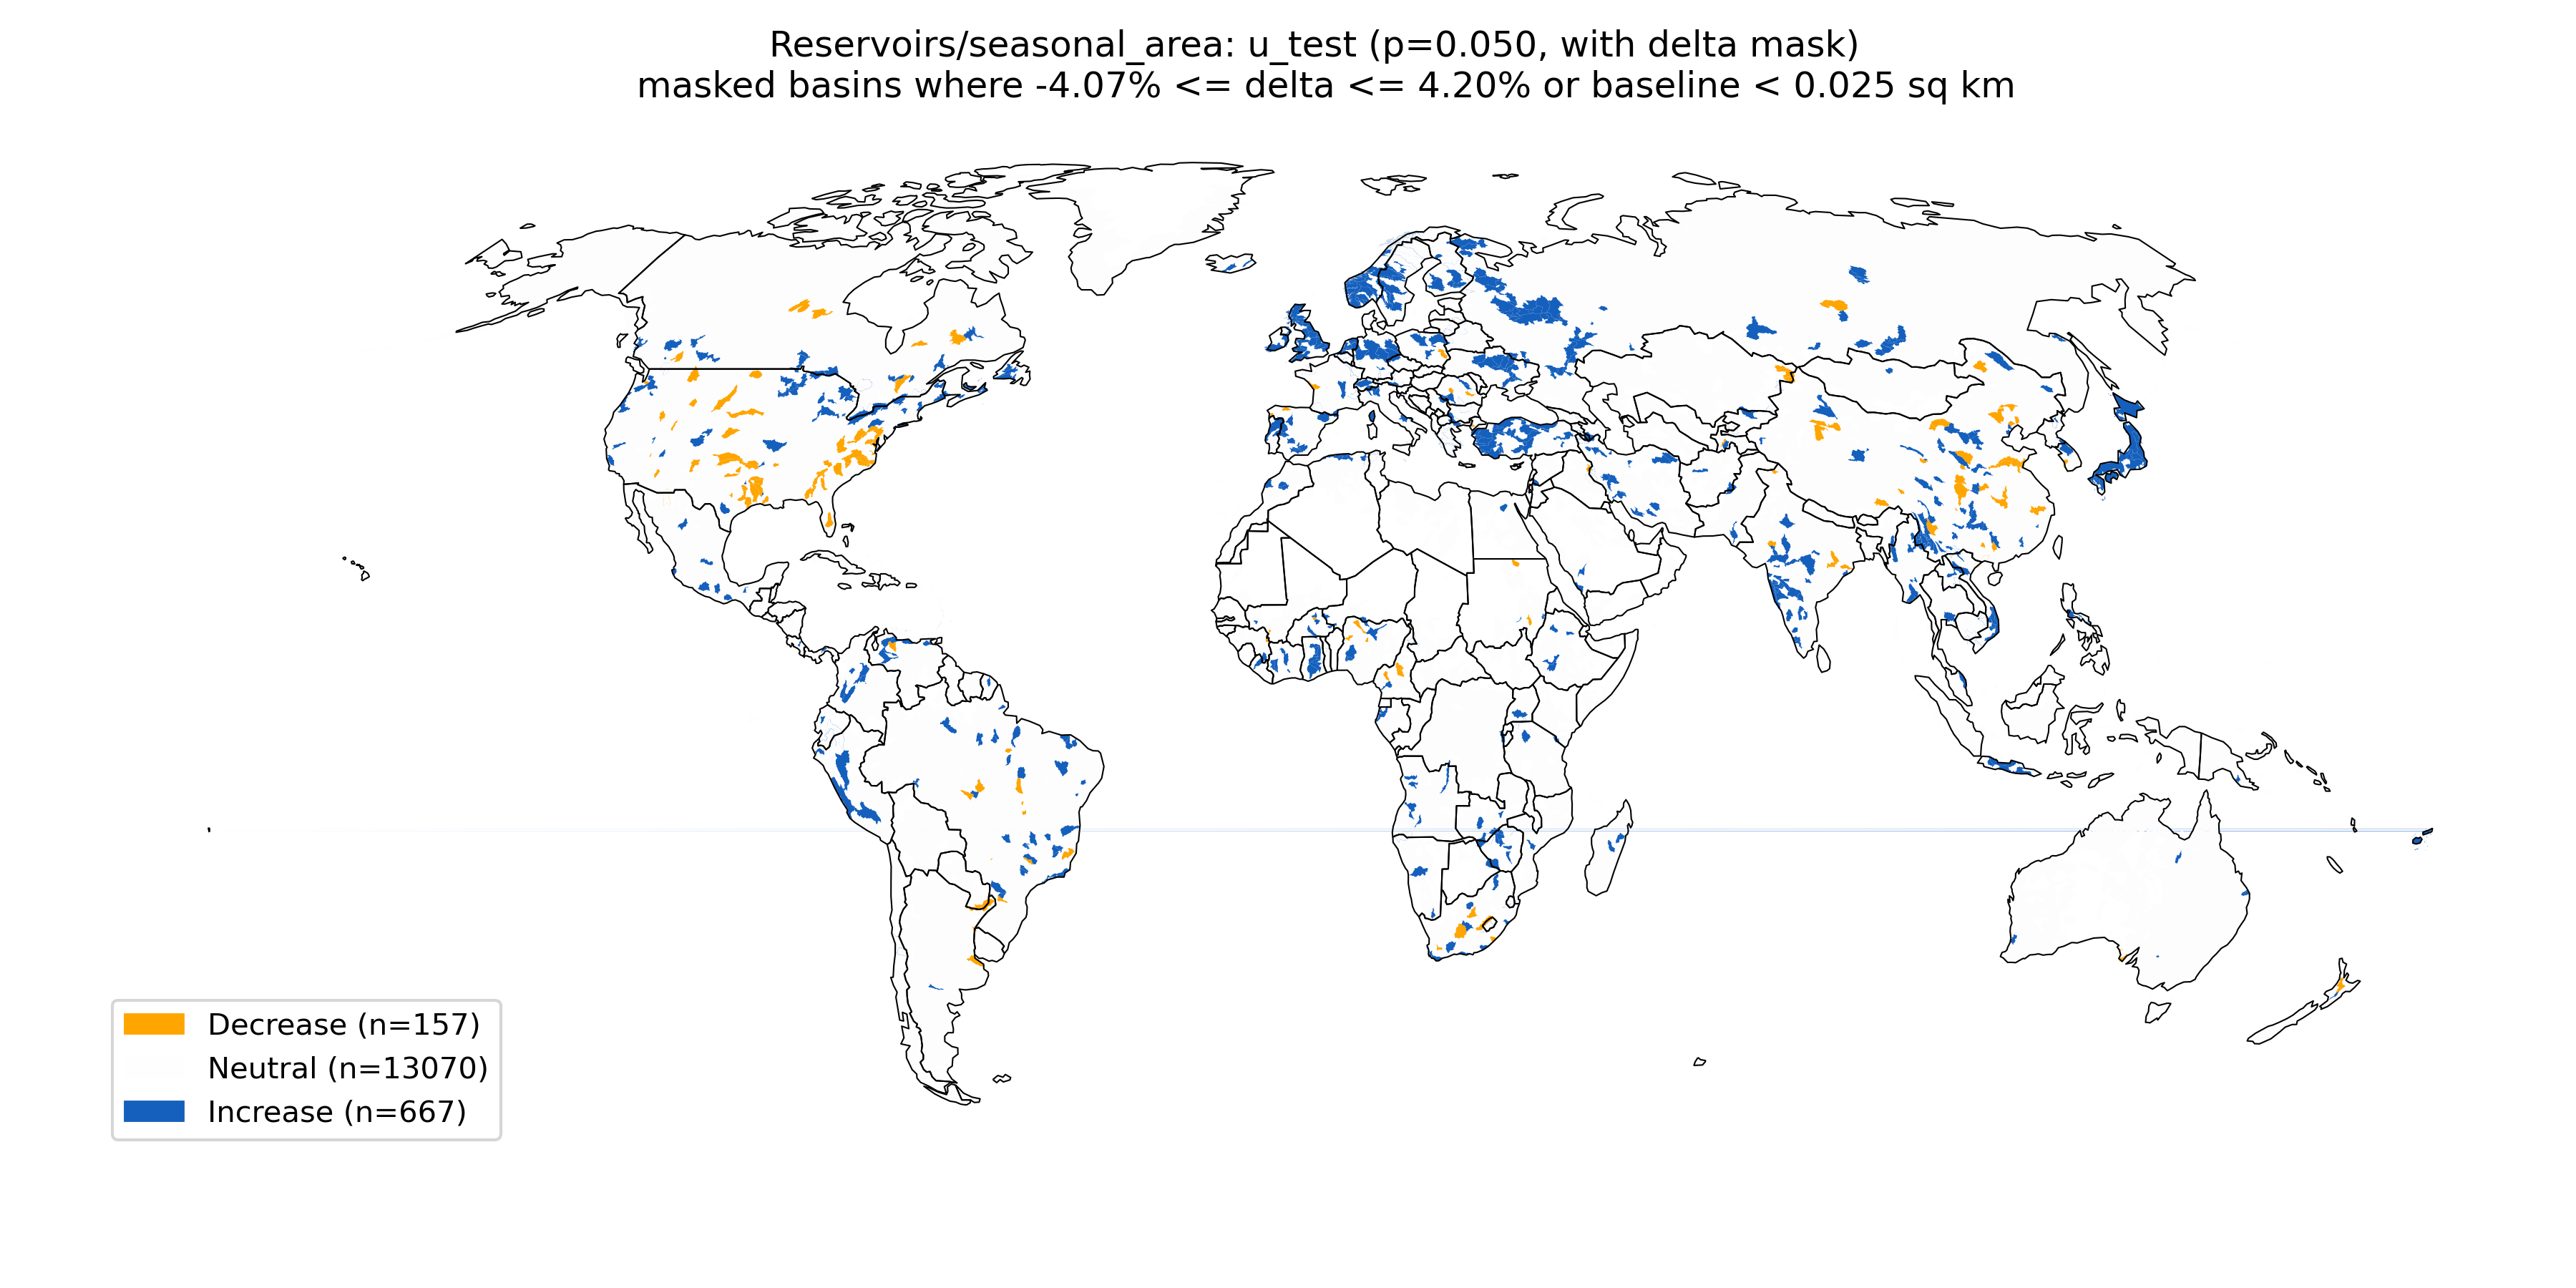 Reservoirs/seasonal_area: u_test (p=0.050, with delta mask)
masked basins where -4.07% <= delta <= 4.20% or baseline < 0.025 sq km
Decrease (n=157)
Neutral (n=13070)
Increase (n=667)